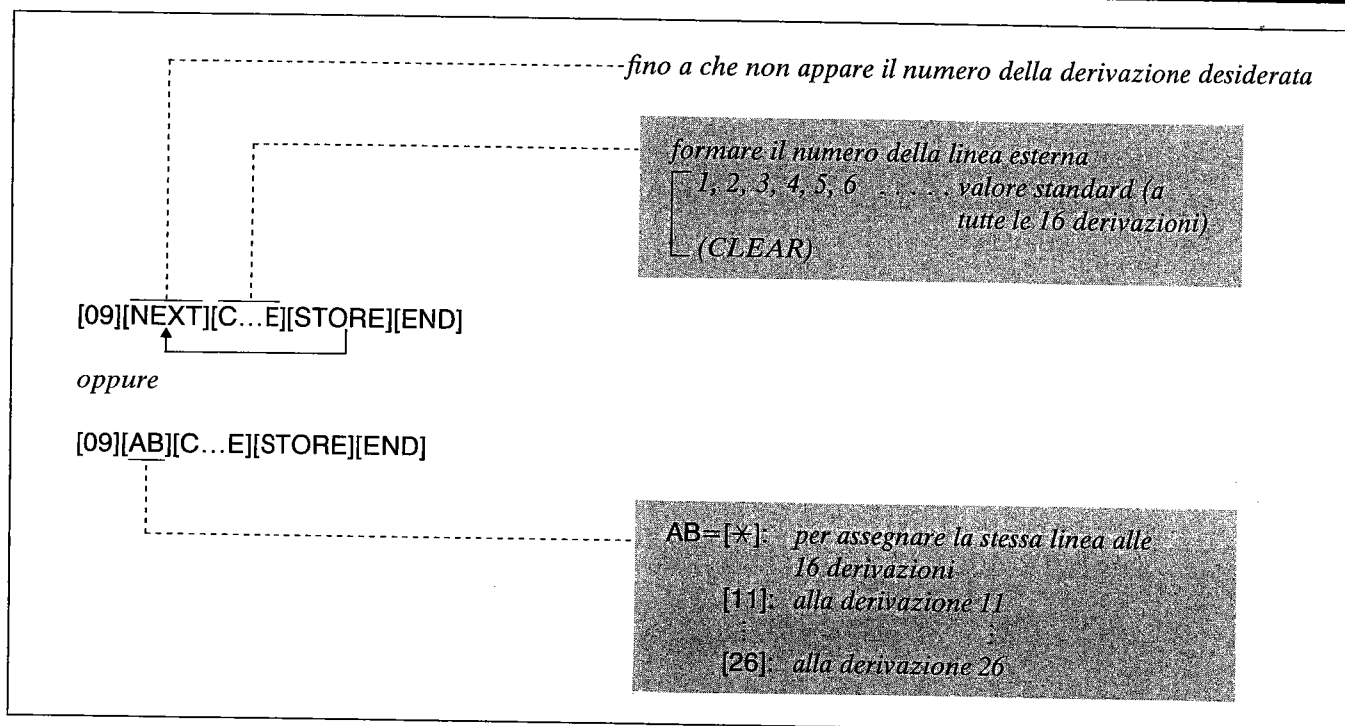 fino a che non appare il numero della derivazione desiderata
formare il numero della linea esterna
1, 2, 3, 4, 5, 6 ..... valore standard (a
tutte le 16 derivazioni)
(CLEAR)
[09][NEXT][C...E][STORE][END]
oppure
[09][AB][C...E][STORE][END]
AB=[*]: per assegnare la stessa linea alle
16 derivazioni
[11]: alla derivazione 11
[26]: alla derivazione 26